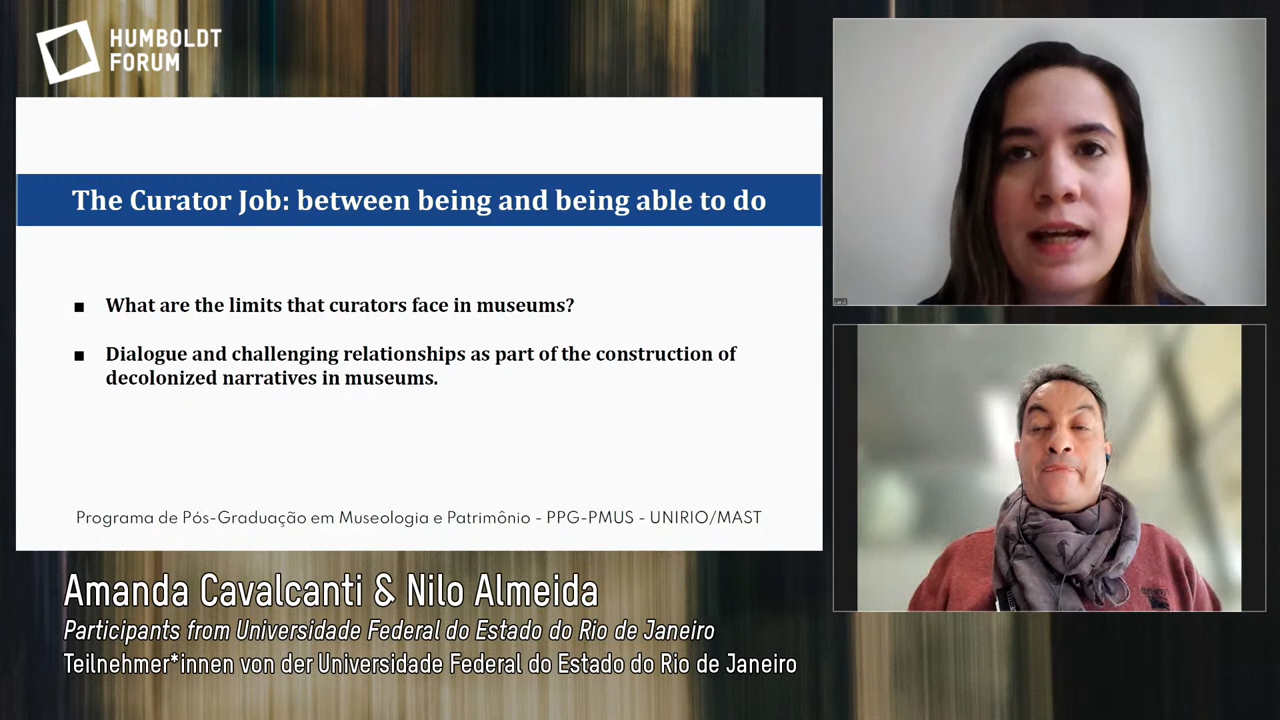 HUMBOLDT
FORUM
The Curator Job: between being and being able to do
▪ What are the limits that curators face in museums?
▪ Dialogue and challenging relationships as part of the construction of
decolonized narratives in museums.
Programa de Pós-Graduação em Museologia e Patrimônio - PPG-PMUS - UNIRIO/MAST
Amanda Cavalcanti & Nilo Almeida
Participants from Universidade Federal do Estado do Rio de Janeiro
Teilnehmer*innen von der Universidade Federal do Estado do Rio de Janeiro